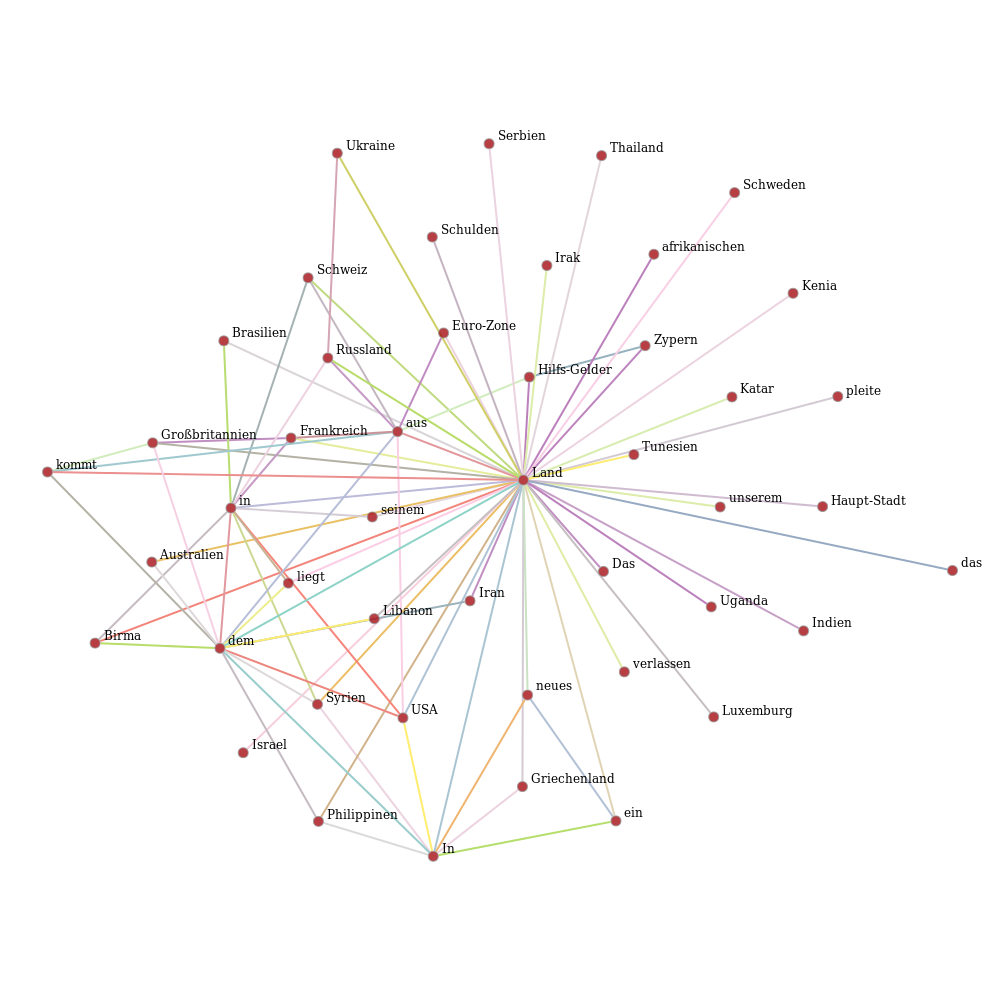 Serbien
Ukraine
Thailand
Schweden
Schulden
afrikanischen
Irak
Schweiz
Kenia
Euro-Zone
Brasilien
Zypern
Russland
Hilfs-Gelder
Katar
pleite
aus
Frankreich
Großbritannien
Tunesien
kommt
Land
unserem
Haupt-Stadt
in
seinem
Australien
das
Das
liegt
Iran
Uganda
Libanon
Indien
Birma
dem
verlassen
neues
Syrien
USA
Luxemburg
Israel
Griechenland
Philippinen
ein
In